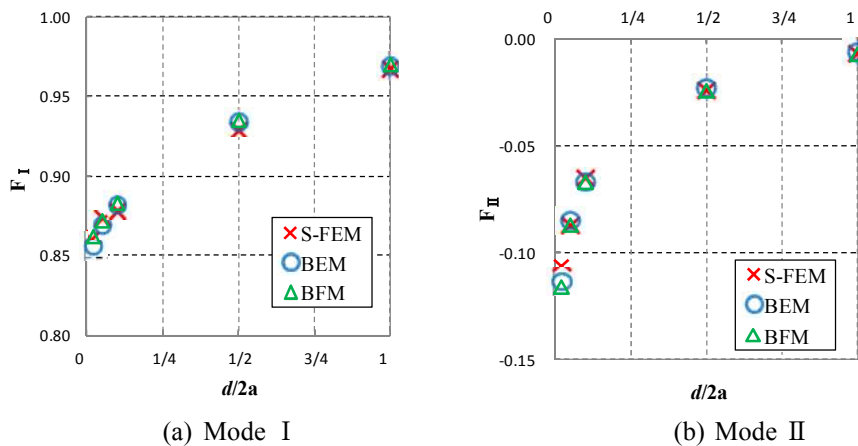 1.00
0.95
0.90
0.85
0.80
F I
0 1/4 1/2 3/4 1
d/2a
S-FEM
BEM
BFM
(a) Mode Ⅰ
0 1/4 1/2 3/4 1
0.00
-0.05
-0.10
-0.15
F Ⅱ
S-FEM
BEM
BFM
d/2a
(b) Mode Ⅱ